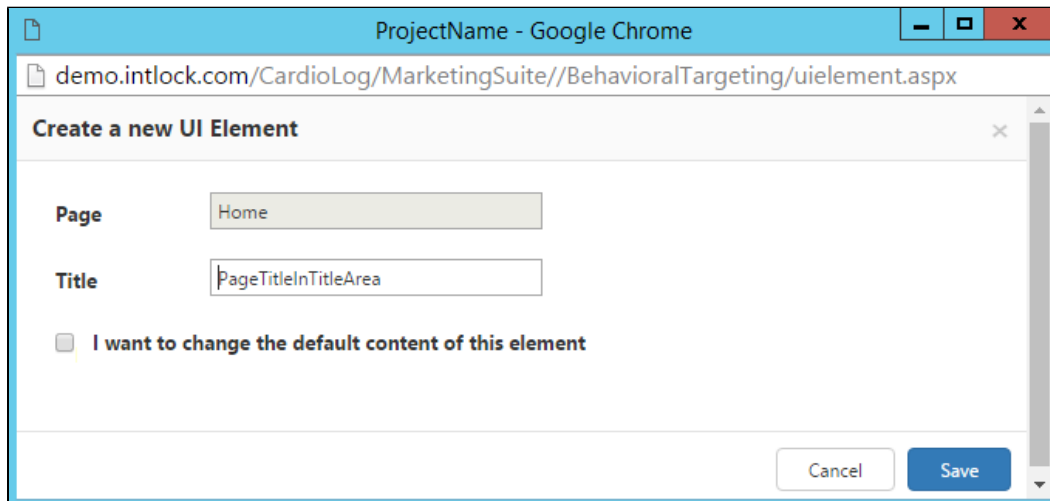 ProjectName - Google Chrome
demo.intlock.com/CardioLog/MarketingSuite//BehavioralTargeting/uielement.aspx
Create a new UI Element
Page Home
Title PageTitleInTitleArea
I want to change the default content of this element
Cancel Save